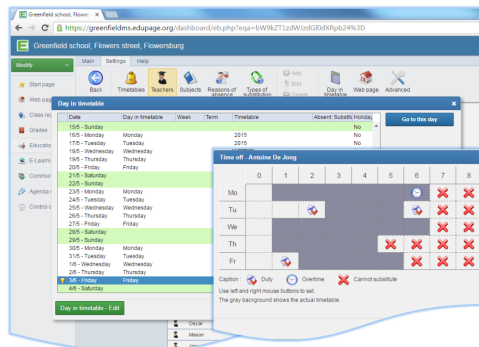 Greenfield school, Flowers
https://greenfielddms.edupage.org/dashboard/eb.php?eqa=bW9kZT1zdWJzdGl0dXRpb24%3D
Greenfield school, Flowers street, Flowersburg
Modify
Main Settings Help
Back
Timetables
Teachers
Subjects
Reasons of absence
Types of substitution
Add
Edit
Delete
Day in timetable
Web page
Advanced
Start page
Web pag
Class reg
Grades
Educatio
E-Learni
Commun
Agenda
Control c
Day in timetable
Date Day in timetable Week Term Timetable Absent Substit Holiday
15/5 - Sunday No
16/5 - Monday Monday 2015 No
17/5 - Tuesday Tuesday 2015 No
18/5 - Wednesday Wednesday
19/5 - Thursday Thursday
20/5 - Friday Friday
21/5 - Saturday
22/5 - Sunday
23/5 - Monday Monday
24/5 - Tuesday Tuesday
25/5 - Wednesday Wednesday
26/5 - Thursday Thursday
27/5 - Friday Friday
28/5 - Saturday
29/5 - Sunday
30/5 - Monday Monday
31/5 - Tuesday Tuesday
1/6 - Wednesday Wednesday
2/6 - Thursday Thursday
3/6 - Friday Friday
4/6 - Saturday
Go to this day
Day in timetable - Edit
Oscar
Mason
Time off - Antoine De Jong
0 1 2 3 4 5 6 7 8
Mo
Tu
We
Th
Fr
Caption : Duty Overtime Cannot substitute
Use left and right mouse buttons to set.
The gray background shows the actual timetable.